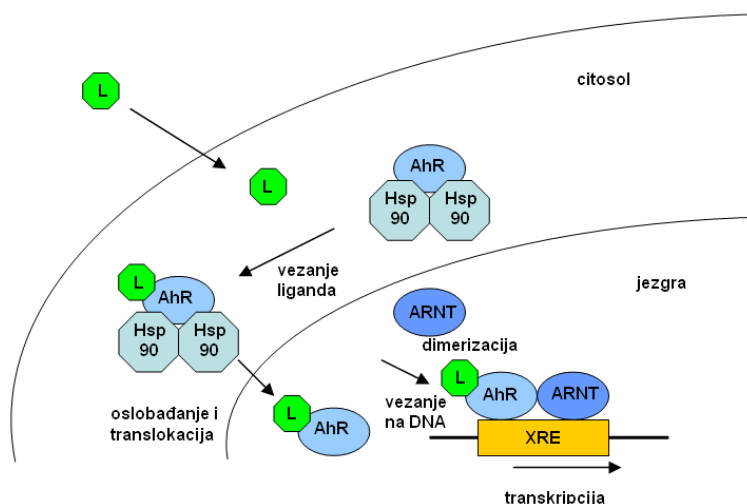 L
citosol
L
AhR
Hsp Hsp
90 90
vezanje
liganda
jezgra
L
AhR
Hsp Hsp
90 90
ARNT
dimerizacija
oslobađanje i
translokacija
L
AhR
vezanje
na DNA
L
AhR
ARNT
XRE
transkripcija